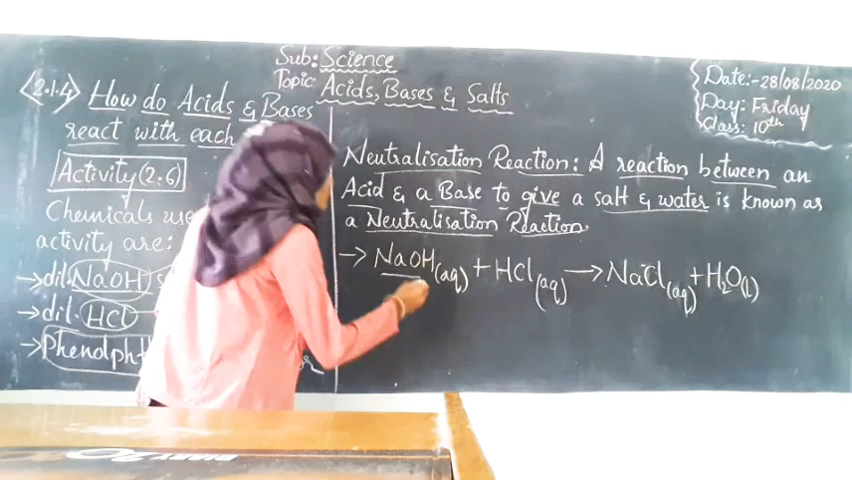 Sub: Science
Topic: Acids, Bases & Salts
Date:- 28/08/2020
Day: Friday
Class: 10th
<2.1.4> How do Acids & Bases
react with each
Activity (2.6)
Chemicals use
activity are:
→ dil. NaOH
→ dil. HCl
→ Phenolph
Neutralisation Reaction: A reaction between an
Acid & a Base to give a salt & water is known as
a Neutralisation Reaction.
→ NaOH(aq) + HCl(aq) → NaCl(aq) + H₂O(l)